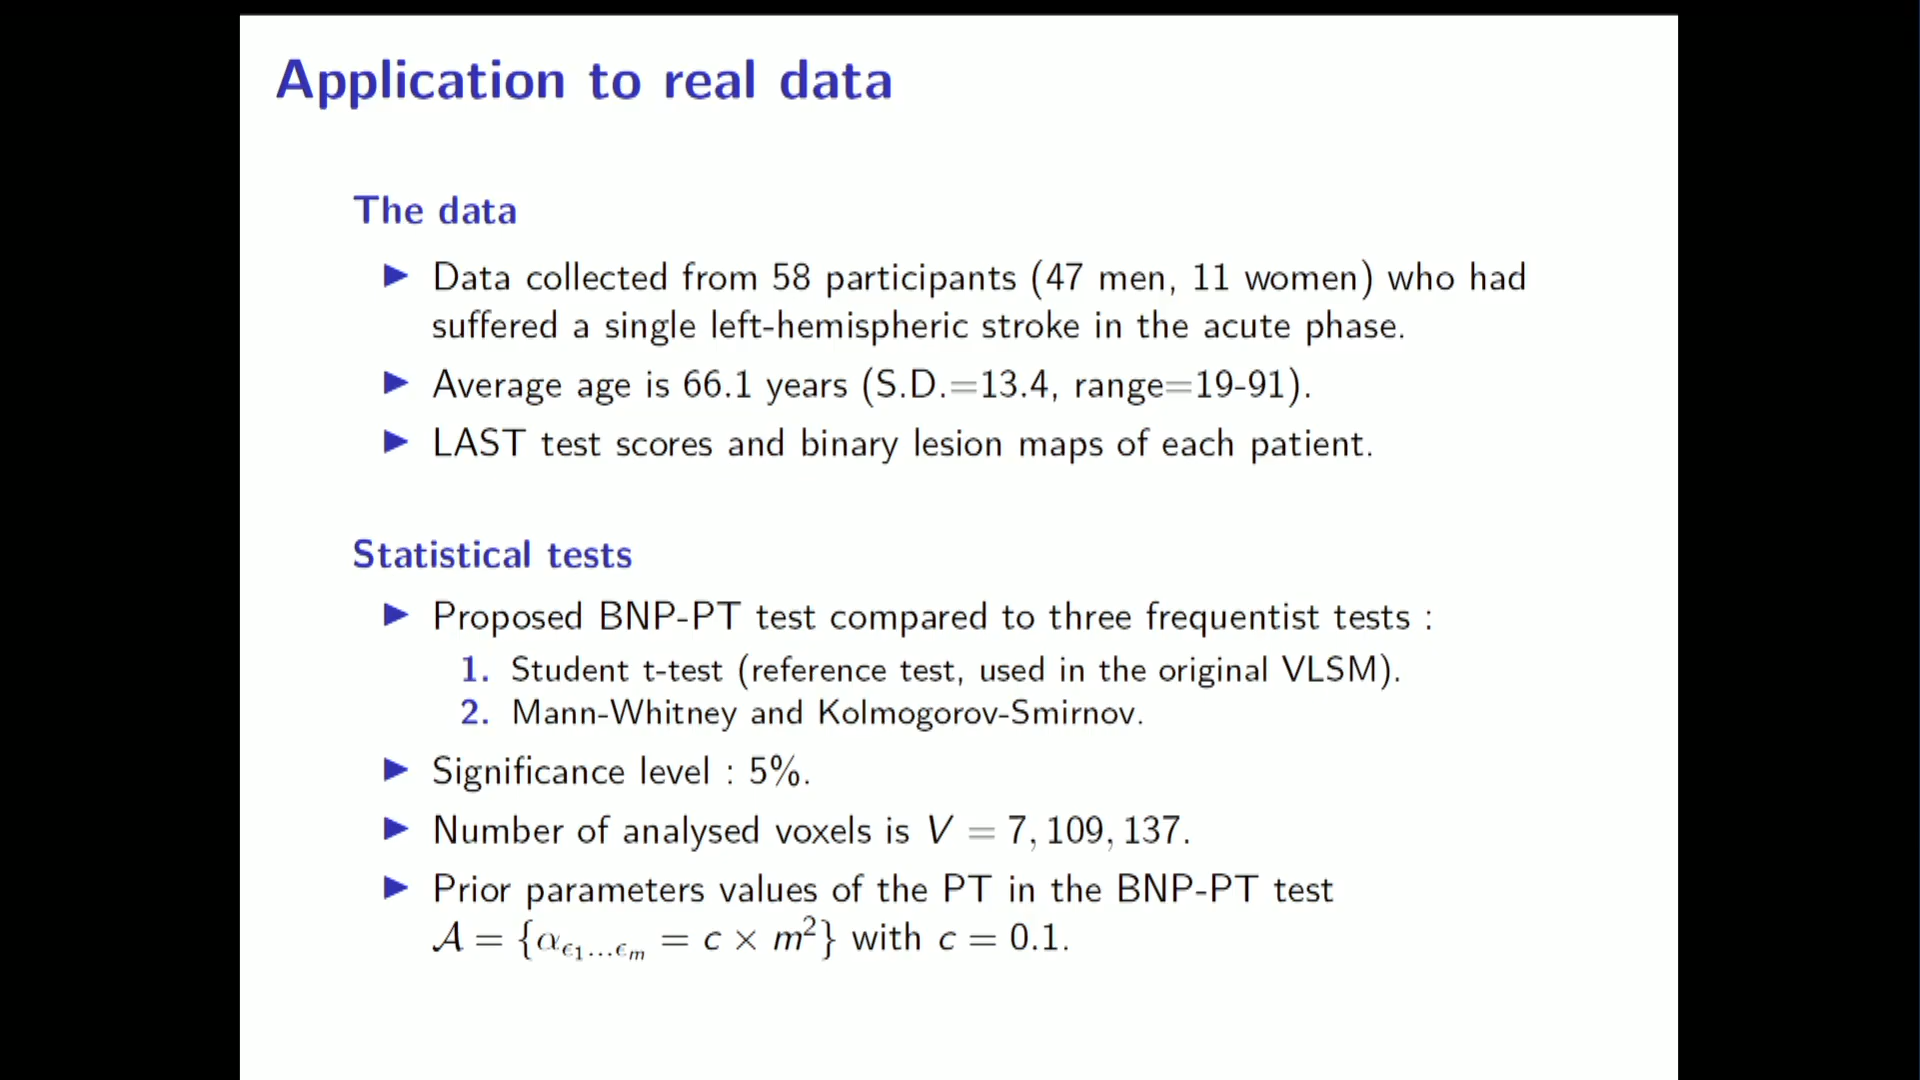 Application to real data
The data
▶ Data collected from 58 participants (47 men, 11 women) who had
suffered a single left-hemispheric stroke in the acute phase.
▶ Average age is 66.1 years (S.D.=13.4, range=19-91).
▶ LAST test scores and binary lesion maps of each patient.
Statistical tests
▶ Proposed BNP-PT test compared to three frequentist tests :
1. Student t-test (reference test, used in the original VLSM).
2. Mann-Whitney and Kolmogorov-Smirnov.
▶ Significance level : 5%.
▶ Number of analysed voxels is V = 7, 109, 137.
▶ Prior parameters values of the PT in the BNP-PT test
𝒜 = {α_{ϵ₁…ϵₘ} = c × m²} with c = 0.1.